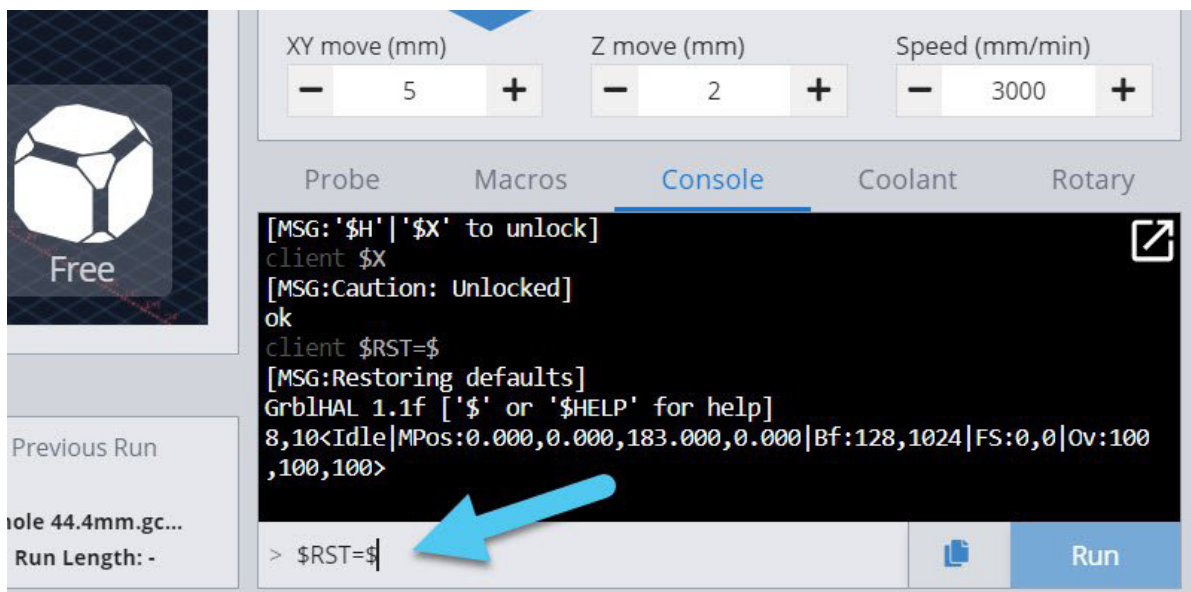 XY move (mm) Z move (mm) Speed (mm/min)
5 2 3000
Free
Probe Macros Console Coolant Rotary
[MSG:'$H'|'$X' to unlock]
client $X
[MSG:Caution: Unlocked]
ok
client $RST=$
[MSG:Restoring defaults]
GrblHAL 1.1f ['$' or '$HELP' for help]
8,10<Idle|MPos:0.000,0.000,183.000,0.000|Bf:128,1024|FS:0,0|Ov:100
,100,100>
Previous Run
ole 44.4mm.gc...
Run Length: -
> $RST=$
Run